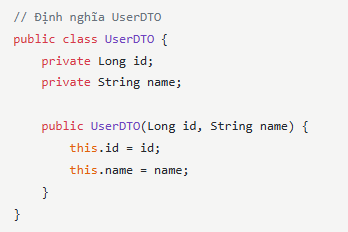 // Định nghĩa UserDTO
public class UserDTO {
    private Long id;
    private String name;

    public UserDTO(Long id, String name) {
        this.id = id;
        this.name = name;
    }
}